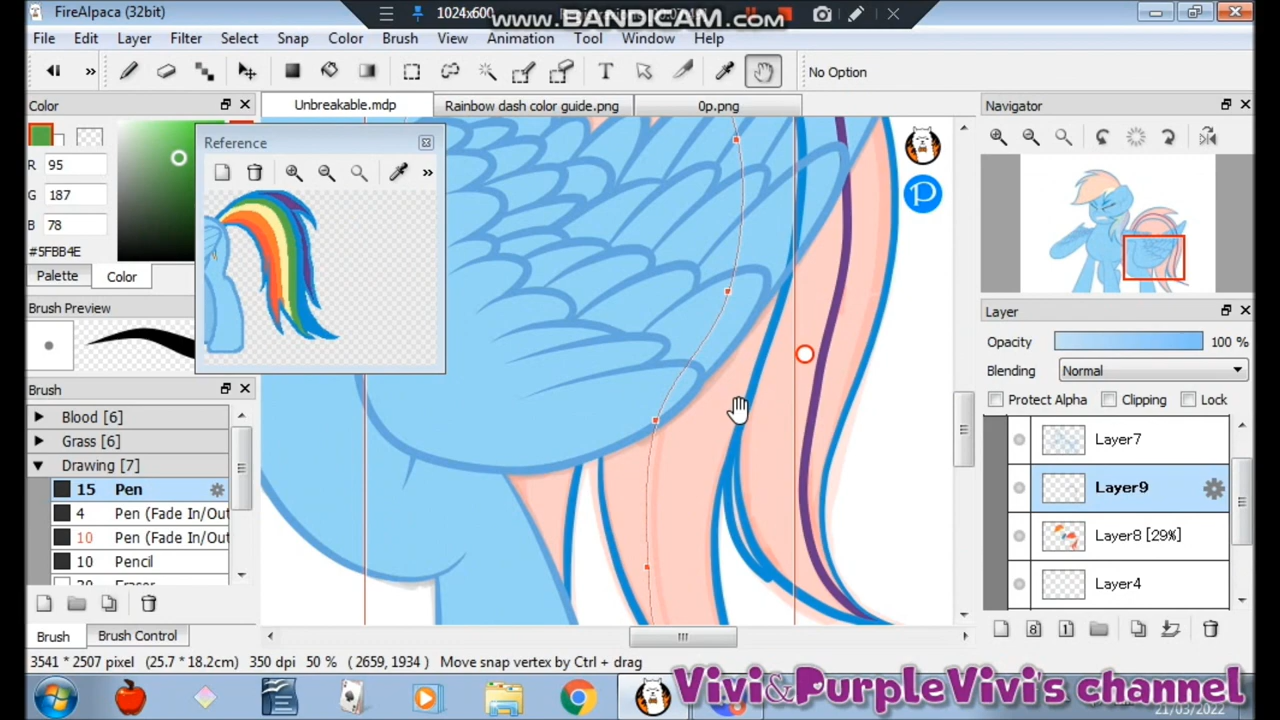 FireAlpaca (32bit)
1024x600
WWW.BANDICAM.COM
File Edit Layer Filter Select Snap Color Brush View Animation Tool Window Help
No Option
Color
Unbreakable.mdp
Rainbow dash color guide.png
0p.png
Navigator
Reference
R 95
G 187
B 78
#5FBB4E
Palette
Color
Brush Preview
Layer
Opacity 100 %
Blending Normal
Protect Alpha Clipping Lock
Brush
Blood [6]
Grass [6]
Drawing [7]
15 Pen
4 Pen (Fade In/Out
10 Pen (Fade In/Out
10 Pencil
Layer7
Layer9
Layer8 [29%]
Layer4
Brush
Brush Control
3541 * 2507 pixel (25.7 * 18.2cm) 350 dpi 50 % ( 2659, 1934 ) Move snap vertex by Ctrl + drag
Vivi&PurpleVivi's channel
21/03/2022